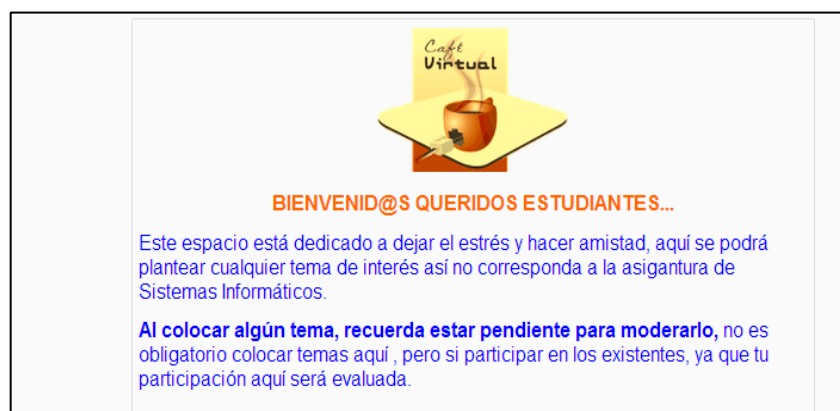 Café
Virtual
BIENVENID@S QUERIDOS ESTUDIANTES...
Este espacio está dedicado a dejar el estrés y hacer amistad, aquí se podrá
plantear cualquier tema de interés así no corresponda a la asigantura de
Sistemas Informáticos.
Al colocar algún tema, recuerda estar pendiente para moderarlo, no es
obligatorio colocar temas aquí , pero si participar en los existentes, ya que tu
participación aquí será evaluada.